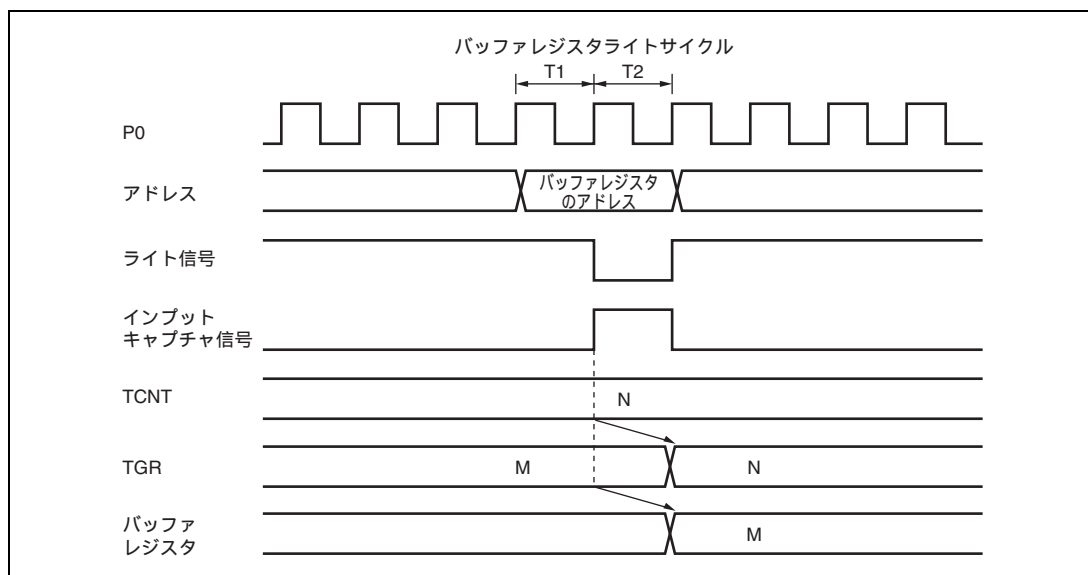 バッファレジスタライトサイクル
T1 T2
P0
アドレス
バッファレジスタ
のアドレス
ライト信号
インプット
キャプチャ信号
TCNT
N
TGR
M N
バッファ
レジスタ
M